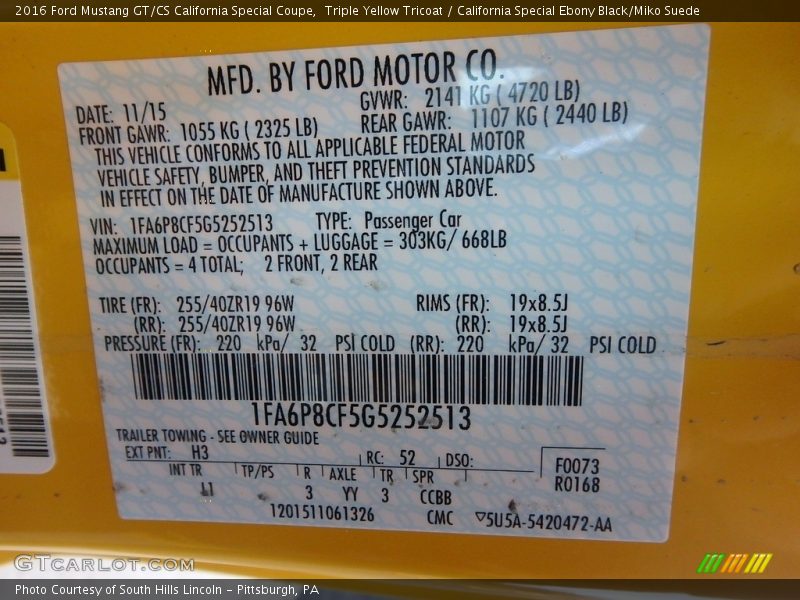 2016 Ford Mustang GT/CS California Special Coupe,  Triple Yellow Tricoat / California Special Ebony Black/Miko Suede
MFD. BY FORD MOTOR CO.
DATE: 11/15 GVWR: 2141 KG ( 4720 LB)
FRONT GAWR: 1055 KG ( 2325 LB) REAR GAWR: 1107 KG ( 2440 LB)
THIS VEHICLE CONFORMS TO ALL APPLICABLE FEDERAL MOTOR
VEHICLE SAFETY, BUMPER, AND THEFT PREVENTION STANDARDS
IN EFFECT ON THE DATE OF MANUFACTURE SHOWN ABOVE.
VIN: 1FA6P8CF5G5252513 TYPE: Passenger Car
MAXIMUM LOAD = OCCUPANTS + LUGGAGE = 303KG/ 668LB
OCCUPANTS = 4 TOTAL; 2 FRONT, 2 REAR
TIRE (FR): 255/40ZR19 96W RIMS (FR): 19x8.5J
(RR): 255/40ZR19 96W (RR): 19x8.5J
PRESSURE (FR): 220 kPa/ 32 PSI COLD (RR): 220 kPa/ 32 PSI COLD
1FA6P8CF5G5252513
TRAILER TOWING - SEE OWNER GUIDE
EXT PNT: H3 RC: 52 DSO: F0073
INT TR TP/PS R AXLE TR SPR R0168
LI 3 YY 3 CCBB
1201511061326 CMC ▽5U5A-5420472-AA
GTCARLOT.COM
Photo Courtesy of South Hills Lincoln - Pittsburgh, PA